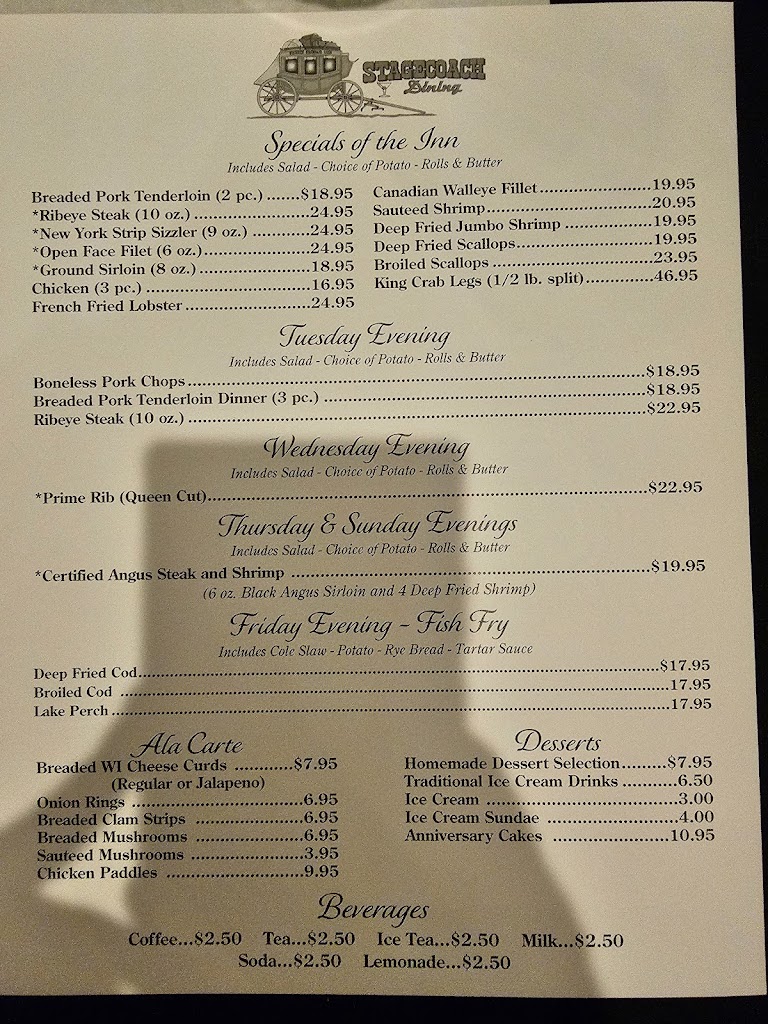 STAGECOACH
Dining
Specials of the Inn
Includes Salad - Choice of Potato - Rolls & Butter
Breaded Pork Tenderloin (2 pc.) .......$18.95
*Ribeye Steak (10 oz.) ........................24.95
*New York Strip Sizzler (9 oz.) ............24.95
*Open Face Filet (6 oz.)......................24.95
*Ground Sirloin (8 oz.) .......................18.95
Chicken (3 pc.) ..................................16.95
French Fried Lobster ..........................24.95
Canadian Walleye Fillet.......................19.95
Sauteed Shrimp..................................20.95
Deep Fried Jumbo Shrimp ..................19.95
Deep Fried Scallops............................19.95
Broiled Scallops .................................23.95
King Crab Legs (1/2 lb. split)..............46.95
Tuesday Evening
Includes Salad - Choice of Potato - Rolls & Butter
Boneless Pork Chops...............................................................$18.95
Breaded Pork Tenderloin Dinner (3 pc.) ....................................$18.95
Ribeye Steak (10 oz.) ..............................................................$22.95
Wednesday Evening
Includes Salad - Choice of Potato - Rolls & Butter
*Prime Rib (Queen Cut)............................................................$22.95
Thursday & Sunday Evenings
Includes Salad - Choice of Potato - Rolls & Butter
*Certified Angus Steak and Shrimp ..........................................$19.95
(6 oz. Black Angus Sirloin and 4 Deep Fried Shrimp)
Friday Evening - Fish Fry
Includes Cole Slaw - Potato - Rye Bread - Tartar Sauce
Deep Fried Cod........................................................................$17.95
Broiled Cod .............................................................................17.95
Lake Perch ..............................................................................17.95
Ala Carte
Breaded WI Cheese Curds ............$7.95
(Regular or Jalapeno)
Onion Rings ...................................6.95
Breaded Clam Strips ......................6.95
Breaded Mushrooms .......................6.95
Sauteed Mushrooms .......................3.95
Chicken Paddles ............................9.95
Desserts
Homemade Dessert Selection.........$7.95
Traditional Ice Cream Drinks ...........6.50
Ice Cream ......................................3.00
Ice Cream Sundae ..........................4.00
Anniversary Cakes ........................10.95
Beverages
Coffee...$2.50 Tea...$2.50 Ice Tea...$2.50 Milk...$2.50
Soda...$2.50 Lemonade...$2.50